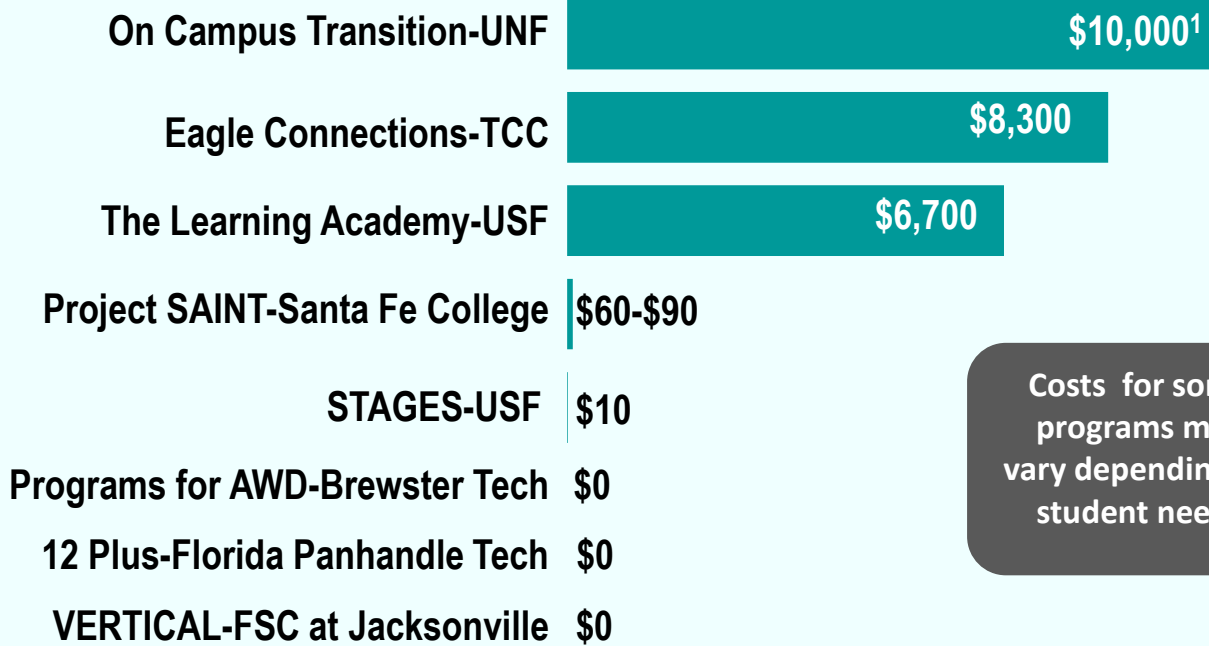 On Campus Transition-UNF $10,000¹
Eagle Connections-TCC $8,300
The Learning Academy-USF $6,700
Project SAINT-Santa Fe College $60-$90
STAGES-USF $10
Programs for AWD-Brewster Tech $0
12 Plus-Florida Panhandle Tech $0
VERTICAL-FSC at Jacksonville $0
Costs for
programs
vary
student